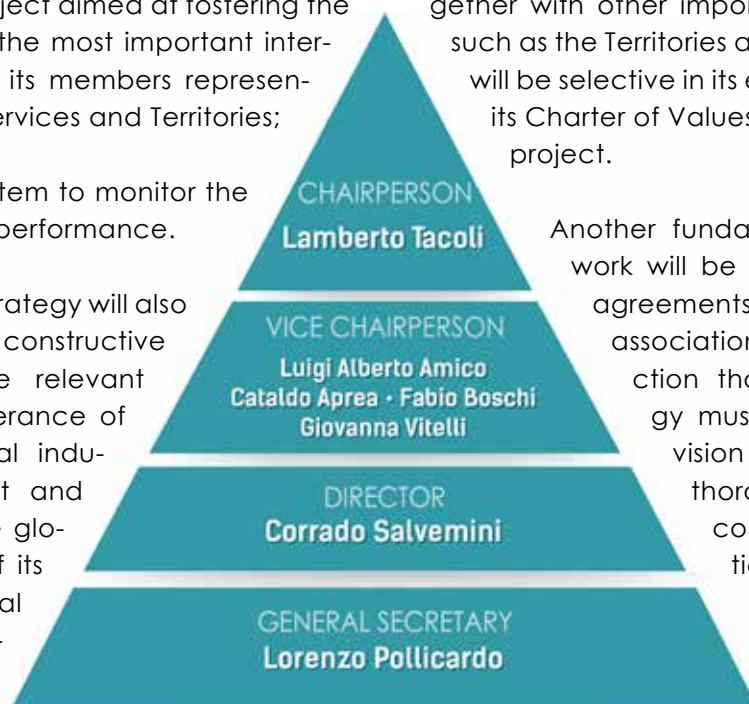 ject aimed at fostering the
the most important inter-
its members represen-
ervices and Territories;
tem to monitor the
performance.
rategy will also
constructive
relevant
erance of
al indu-
t and
glo-
f its
al
CHAIRPERSON
Lamberto Tacoli
VICE CHAIRPERSON
Luigi Alberto Amico
Cataldo Aprea • Fabio Boschi
Giovanna Vitelli
DIRECTOR
Corrado Salvemini
GENERAL SECRETARY
Lorenzo Pollicardo
gether with other impor
such as the Territories a
will be selective in its e
its Charter of Values
project.
Another funda
work will be
agreements
association
ction tha
gy mus
vision
thoro
co
tic